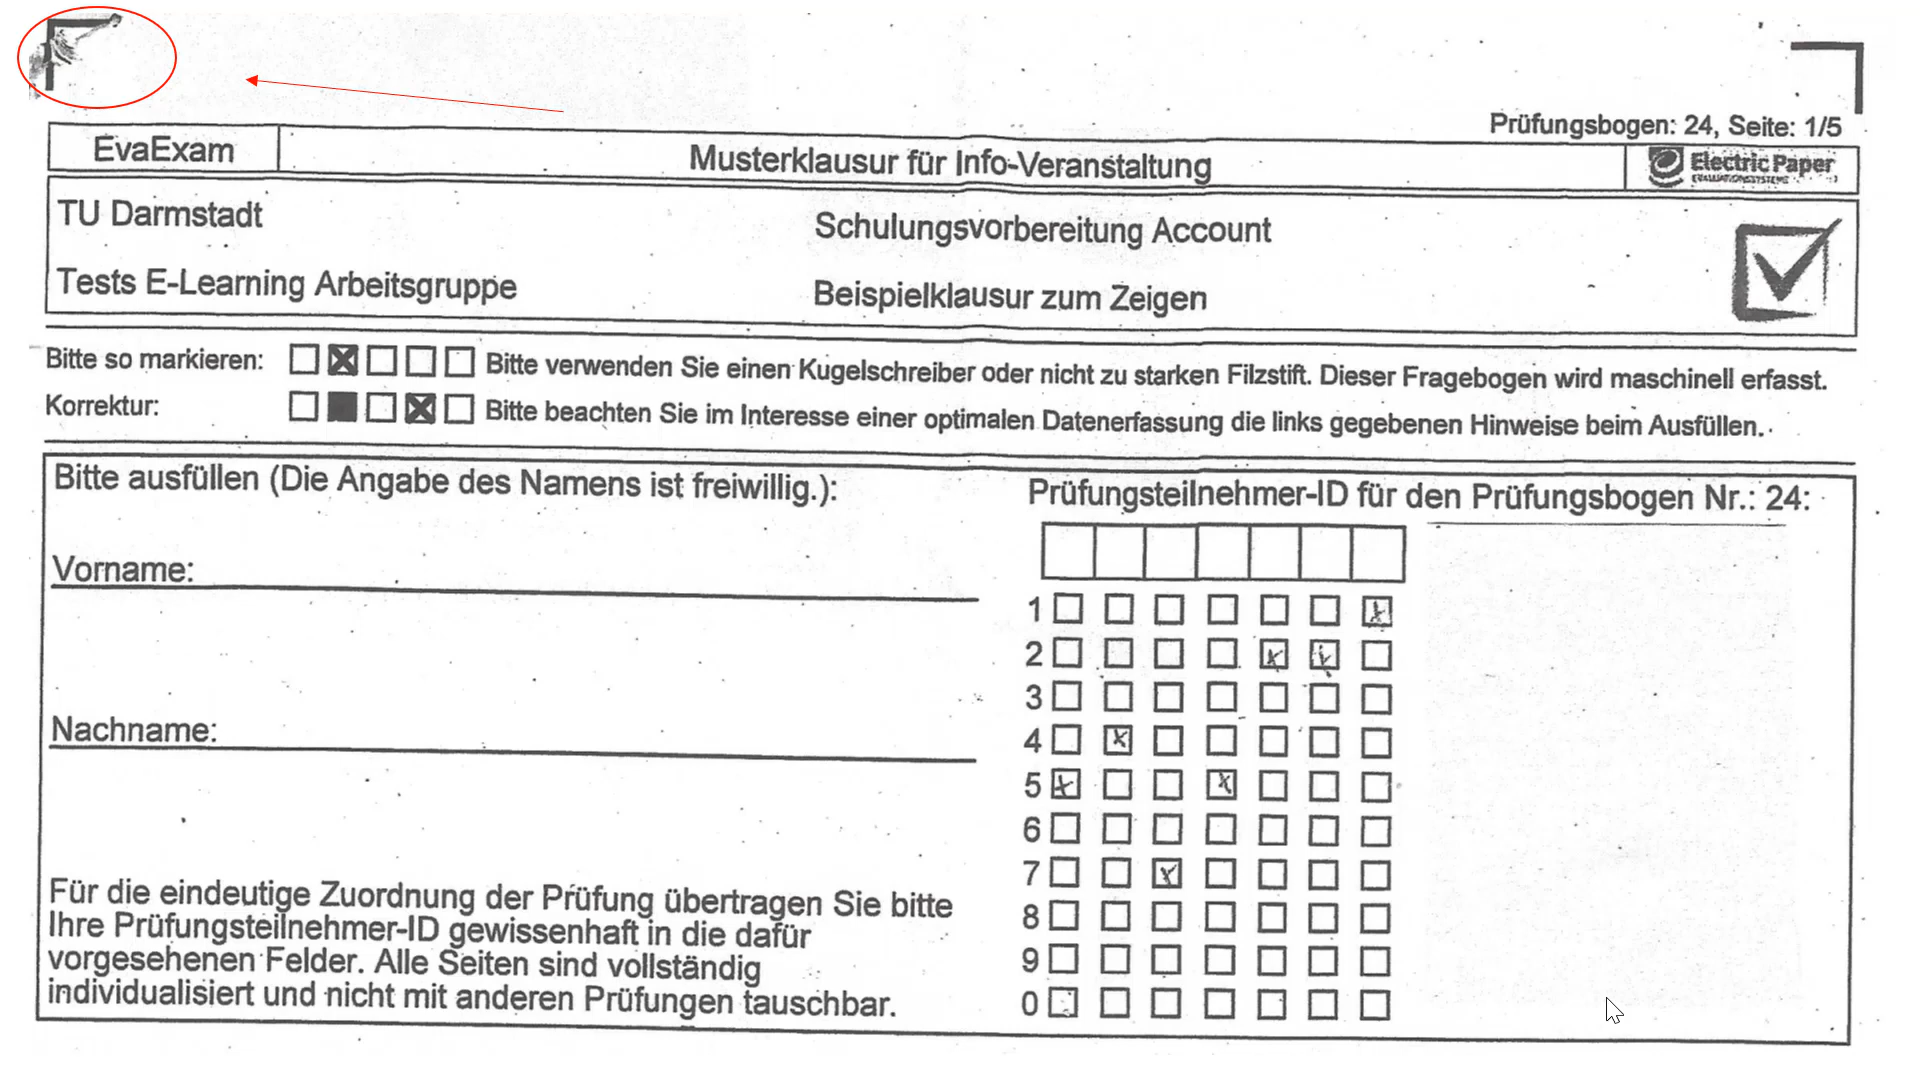 Prüfungsbogen: 24, Seite: 1/5
EvaExam
Musterklausur für Info-Veranstaltung
Electric Paper
EVALUATIONSSYSTEME
TU Darmstadt
Schulungsvorbereitung Account
Tests E-Learning Arbeitsgruppe
Beispielklausur zum Zeigen
Bitte so markieren: Bitte verwenden Sie einen Kugelschreiber oder nicht zu starken Filzstift. Dieser Fragebogen wird maschinell erfasst.
Korrektur: Bitte beachten Sie im Interesse einer optimalen Datenerfassung die links gegebenen Hinweise beim Ausfüllen.
Bitte ausfüllen (Die Angabe des Namens ist freiwillig.):
Vorname:
Nachname:
Für die eindeutige Zuordnung der Prüfung übertragen Sie bitte
Ihre Prüfungsteilnehmer-ID gewissenhaft in die dafür
vorgesehenen Felder. Alle Seiten sind vollständig
individualisiert und nicht mit anderen Prüfungen tauschbar.
Prüfungsteilnehmer-ID für den Prüfungsbogen Nr.: 24:
1
2
3
4
5
6
7
8
9
0